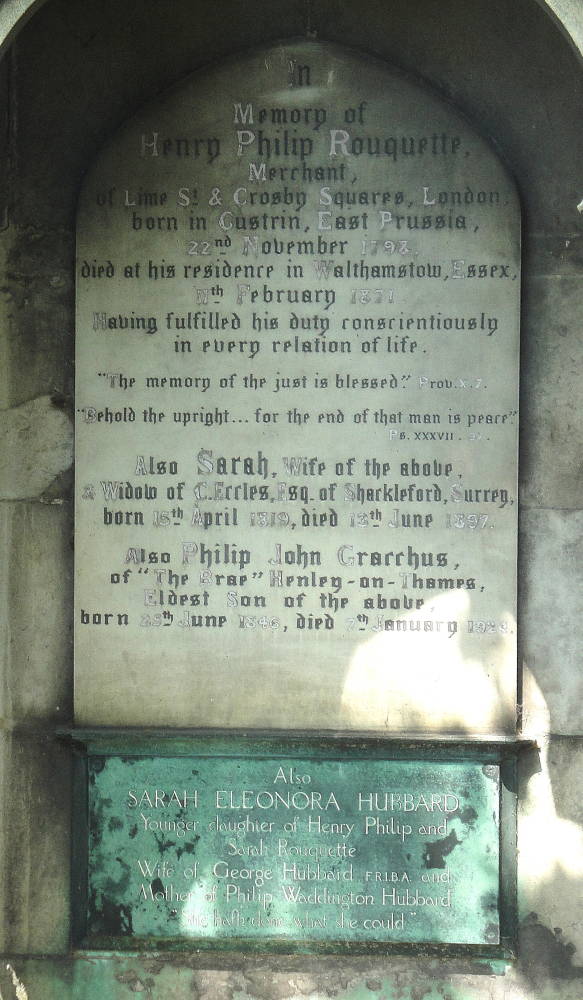 In
Memory of
Henry Philip Rouquette,
Merchant,
of Lime St. & Crosby Squares, London,
born in Custrin, East Prussia,
22nd November 1798,
died at his residence in Walthamstow, Essex,
February 1871.
Having fulfilled his duty conscientiously
in every relation of life.
"The memory of the just is blessed." Prov. X. 7.
"Behold the upright... for the end of that man is peace."
Ps. XXXVII.
Also Sarah, Wife of the above,
& Widow of C. Eccles, Esq. of Shackleford, Surrey,
born 15th April 1819, died 13th June 1897.
Also Philip John Gracchus,
of "The Brae" Henley-on-Thames,
Eldest Son of the above,
born June 1846, died 7th January
Also
SARAH ELEONORA HUBBARD
Younger daughter of Henry Philip and
Sarah Rouquette
Wife of George Hubbard F.R.I.B.A. and
Mother of Philip Waddington Hubbard
"She hath done what she could"